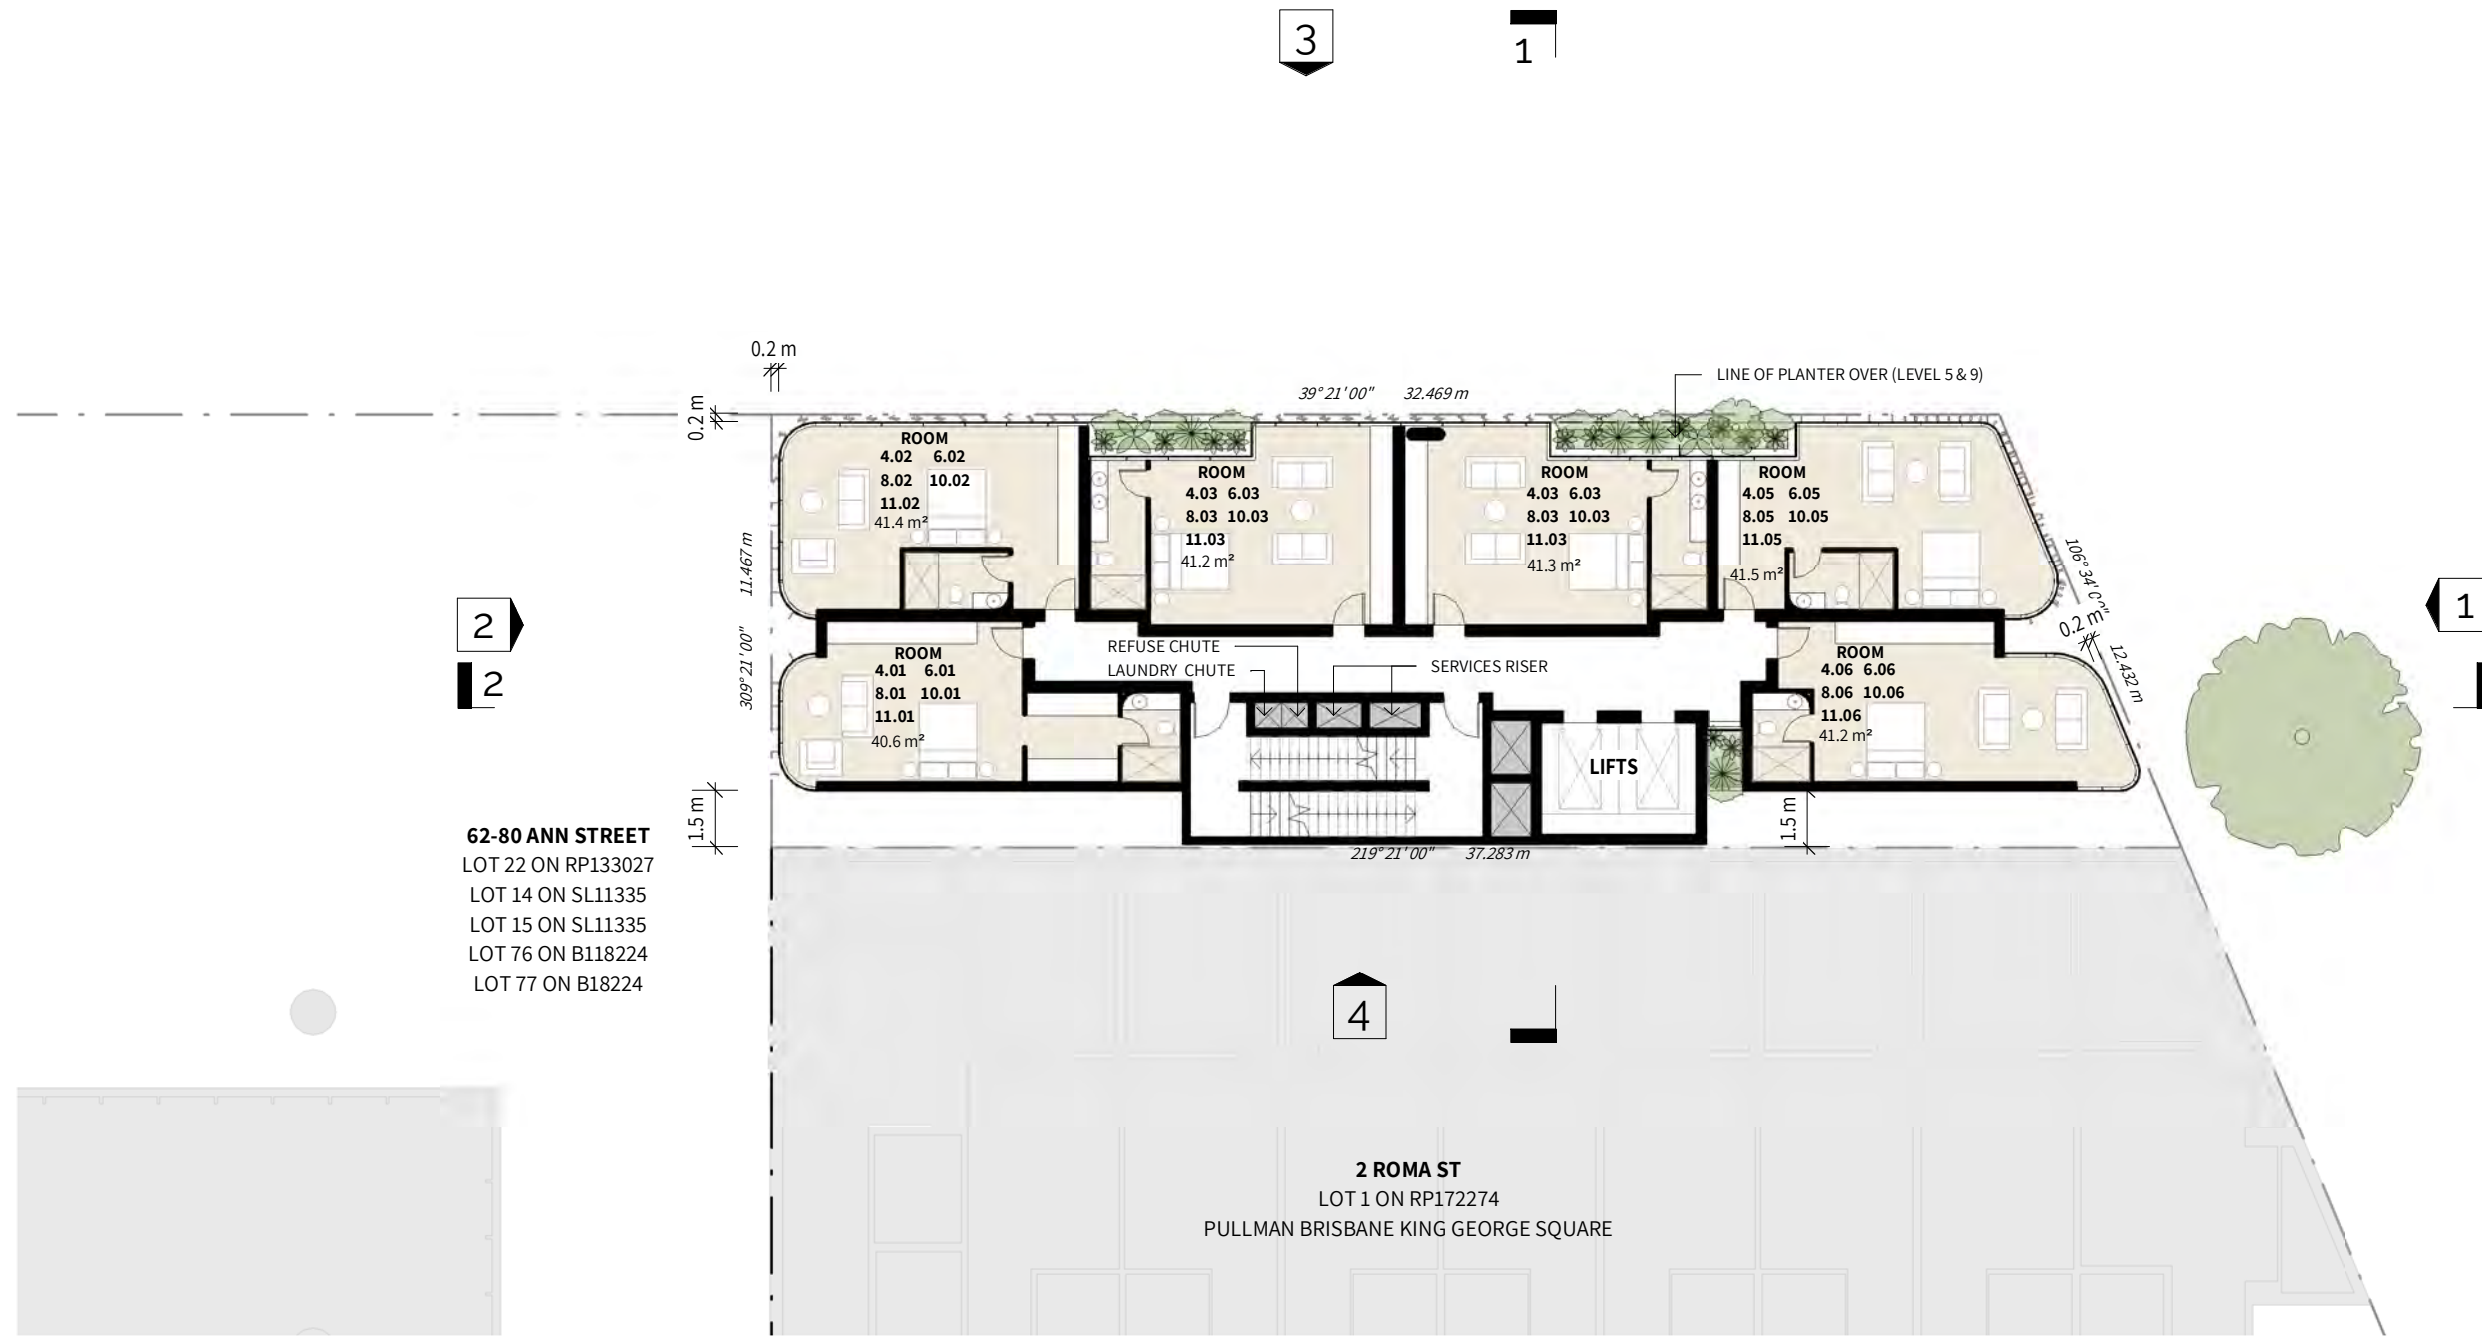 3
1
0.2 m
0.2 m
39° 21' 00" 32.469 m
LINE OF PLANTER OVER (LEVEL 5 & 9)
ROOM
4.02 6.02
8.02 10.02
11.02
41.4 m²
ROOM
4.03 6.03
8.03 10.03
11.03
41.2 m²
ROOM
4.03 6.03
8.03 10.03
11.03
41.3 m²
ROOM
4.05 6.05
8.05 10.05
11.05
41.5 m²
309° 21' 00" 11.467 m
106° 34' 12.432 m
0.2 m
2
2
1
REFUSE CHUTE
LAUNDRY CHUTE
SERVICES RISER
ROOM
4.01 6.01
8.01 10.01
11.01
40.6 m²
ROOM
4.06 6.06
8.06 10.06
11.06
41.2 m²
LIFTS
1.5 m
1.5 m
219° 21' 00" 37.283 m
62-80 ANN STREET
LOT 22 ON RP133027
LOT 14 ON SL11335
LOT 15 ON SL11335
LOT 76 ON B118224
LOT 77 ON B18224
4
2 ROMA ST
LOT 1 ON RP172274
PULLMAN BRISBANE KING GEORGE SQUARE